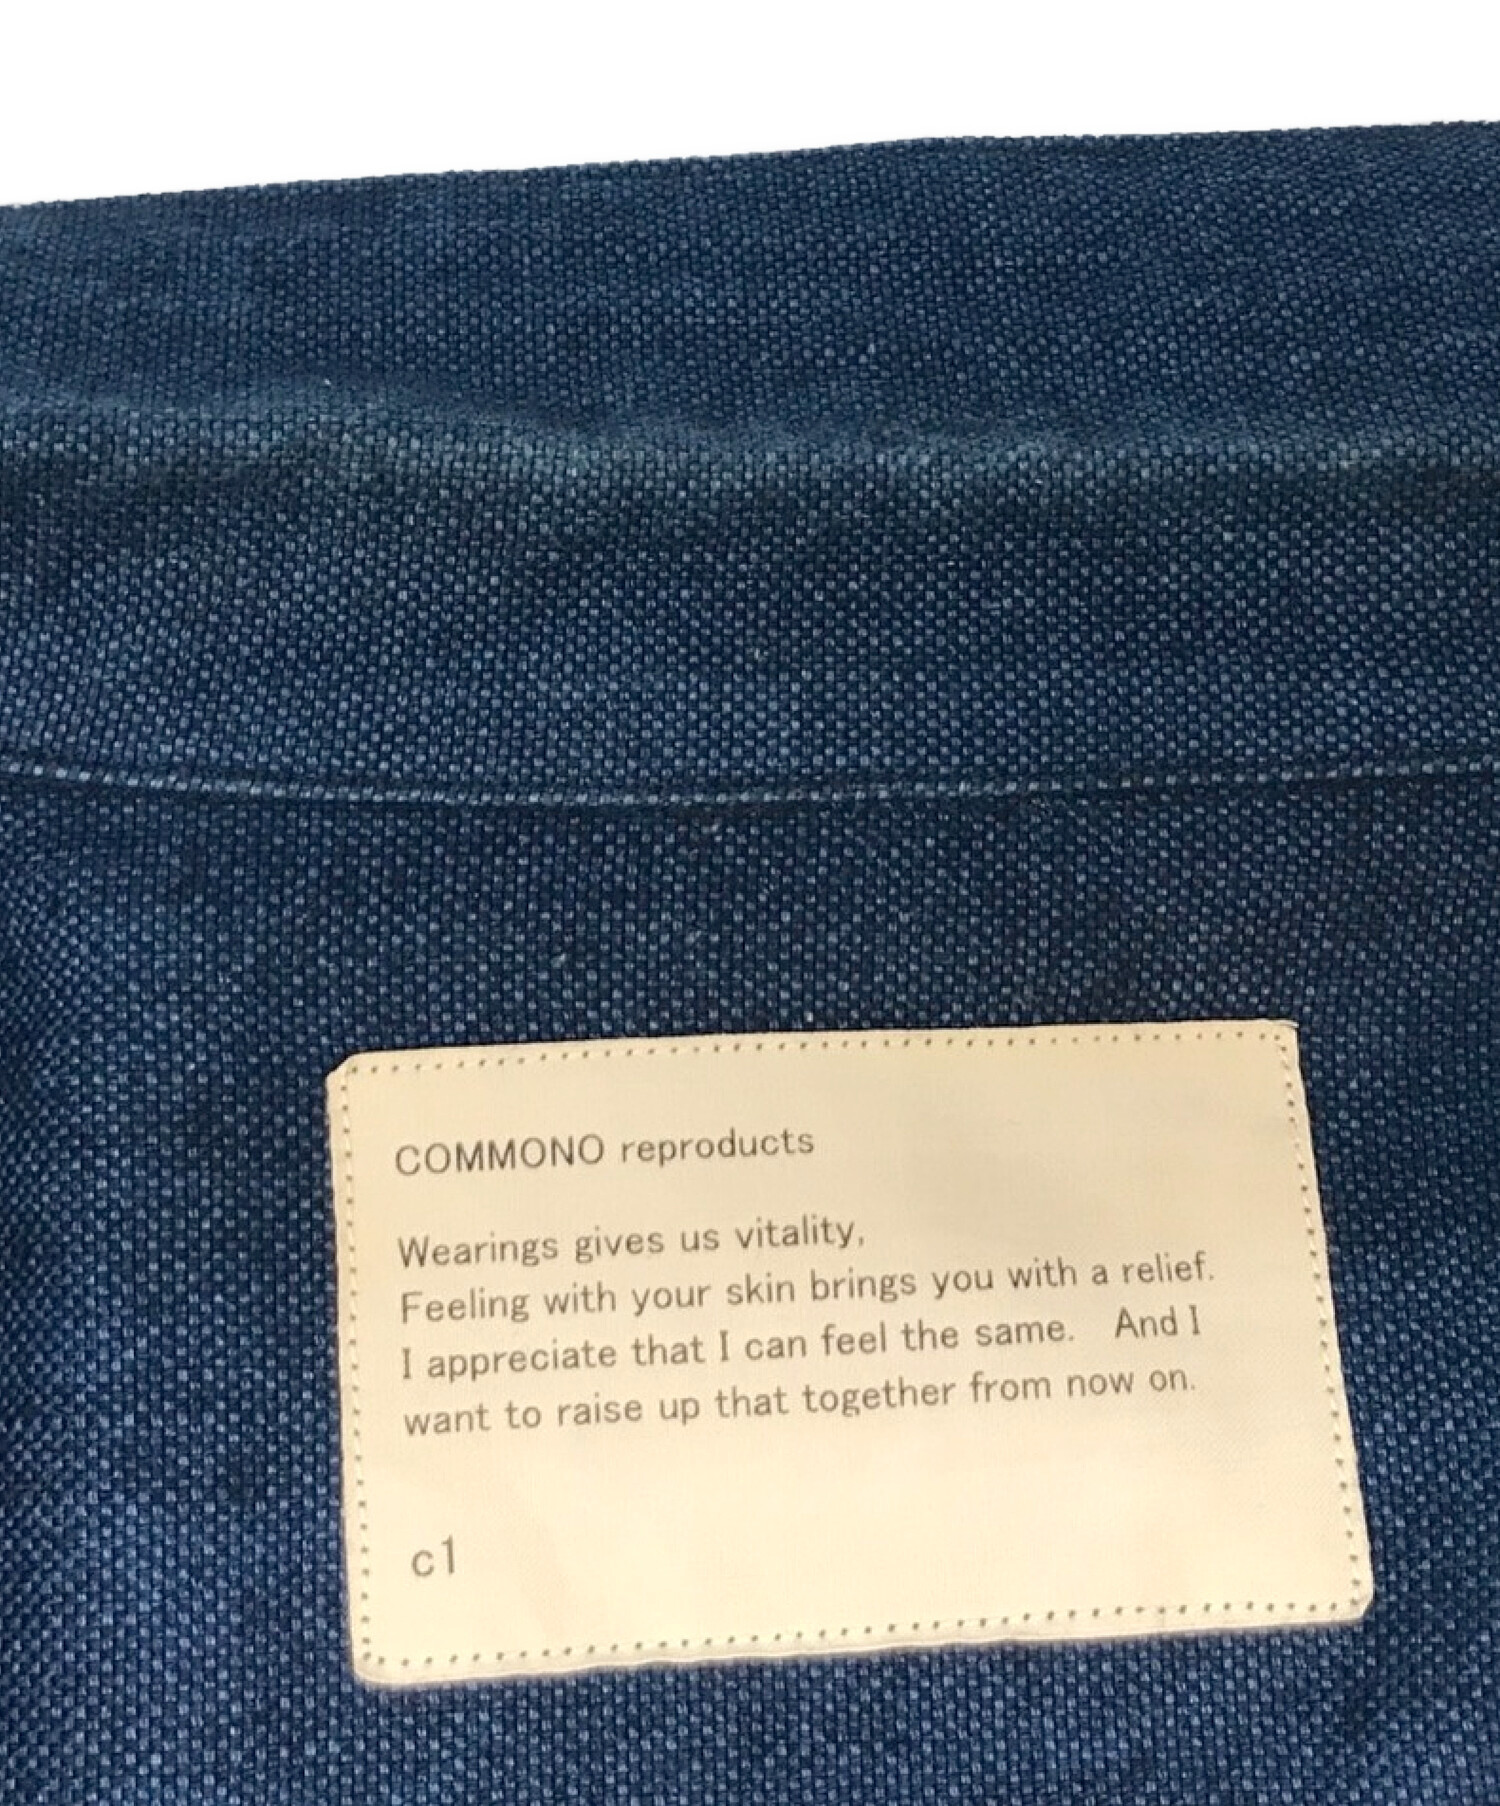 COMMONO reproducts
Wearings gives us vitality,
Feeling with your skin brings you with a relief.
I appreciate that I can feel the same. And I
want to raise up that together from now on.
c1